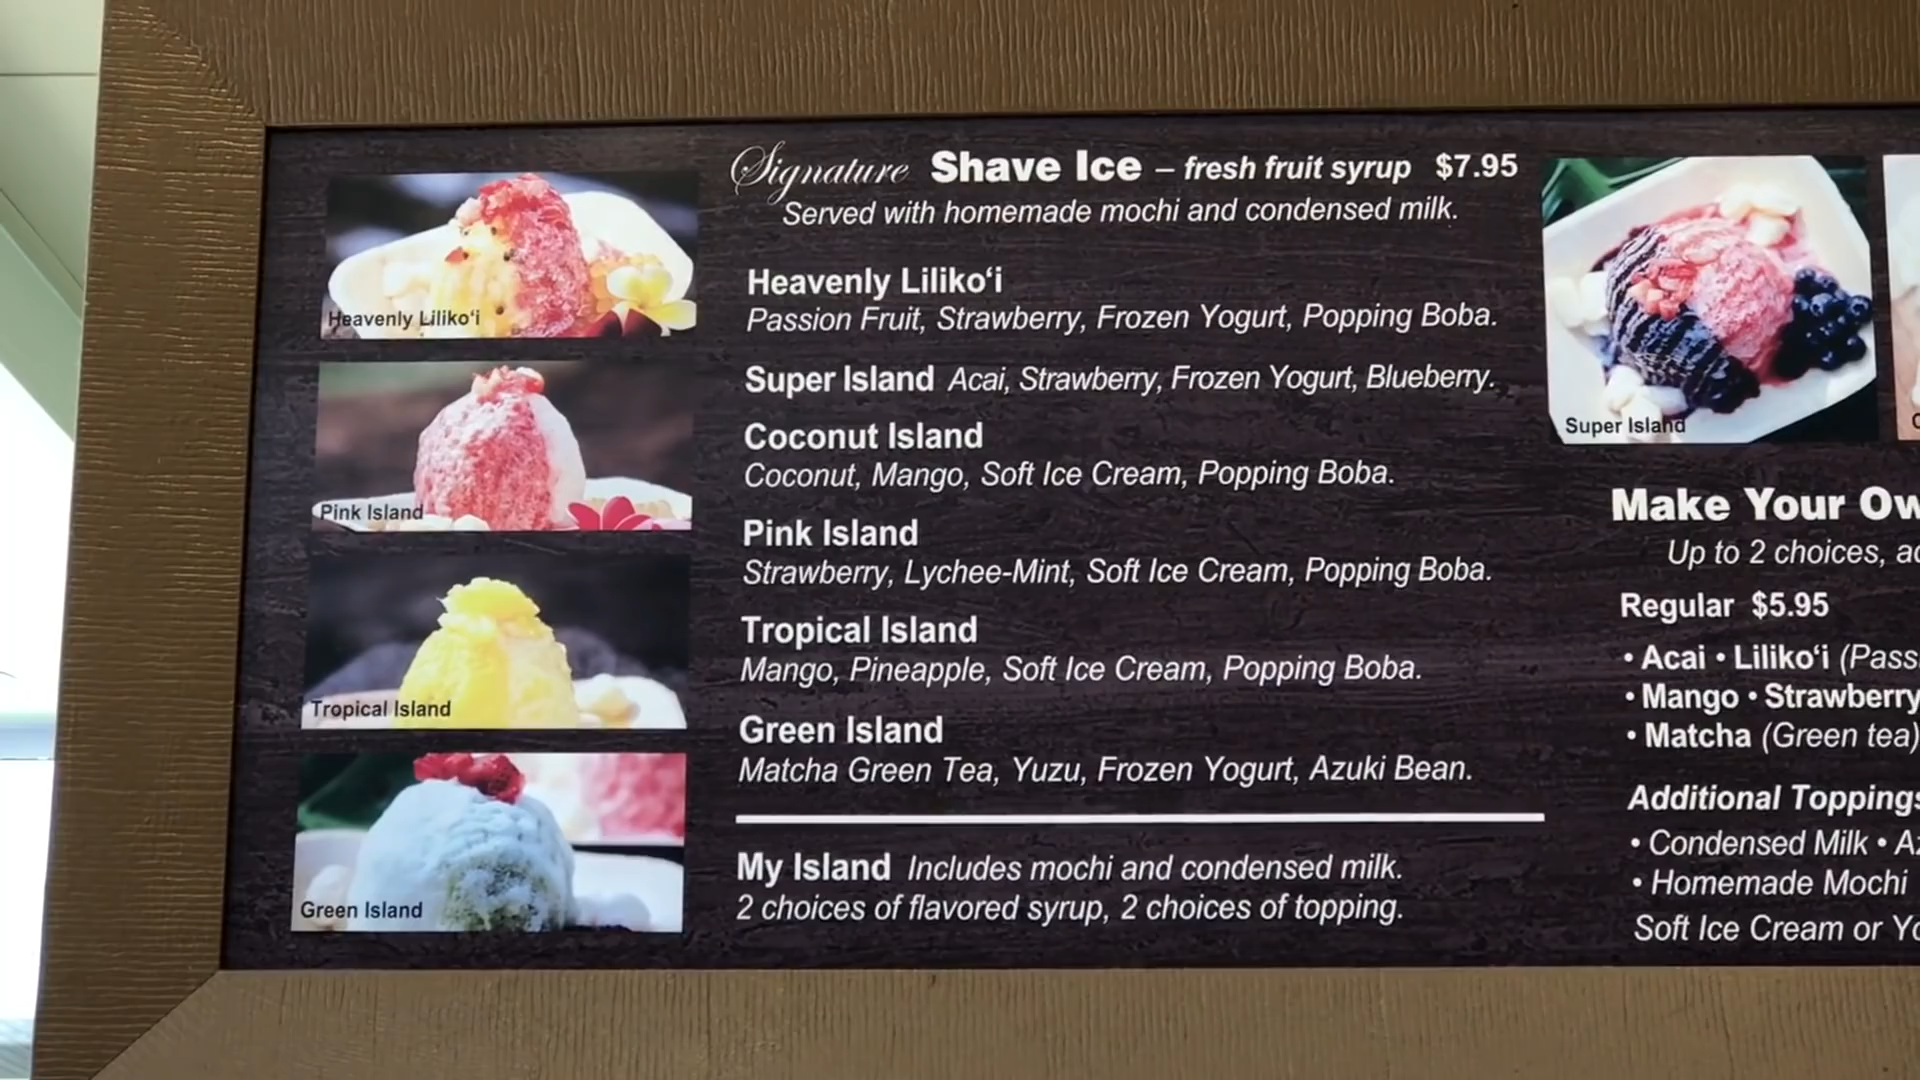 Signature Shave Ice – fresh fruit syrup $7.95
Served with homemade mochi and condensed milk.
Heavenly Liliko‘i
Passion Fruit, Strawberry, Frozen Yogurt, Popping Boba.
Super Island Acai, Strawberry, Frozen Yogurt, Blueberry.
Coconut Island
Coconut, Mango, Soft Ice Cream, Popping Boba.
Pink Island
Strawberry, Lychee-Mint, Soft Ice Cream, Popping Boba.
Tropical Island
Mango, Pineapple, Soft Ice Cream, Popping Boba.
Green Island
Matcha Green Tea, Yuzu, Frozen Yogurt, Azuki Bean.
My Island Includes mochi and condensed milk.
2 choices of flavored syrup, 2 choices of topping.
Heavenly Liliko‘i
Pink Island
Tropical Island
Green Island
Super Island
Make Your
Up to 2 choices,
Regular $5.95
• Acai • Liliko‘i
• Mango • Strawberry
• Matcha (Green tea)
Additional Toppings
• Condensed Milk •
• Homemade Mochi
Soft Ice Cream or